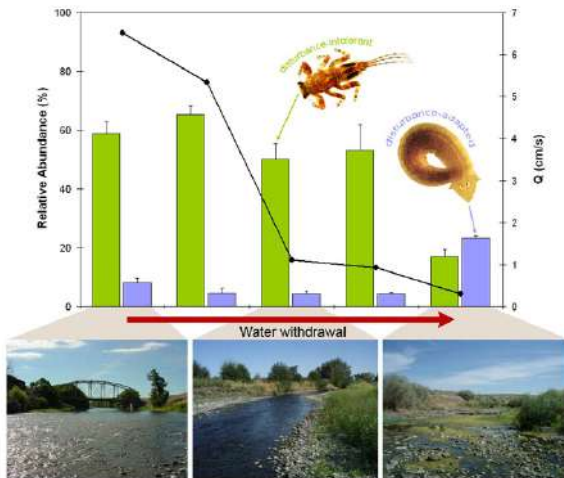 100
80
60
40
20
0
Relative Abundance (%)
7
6
5
4
3
2
1
0
Q (cm/s)
disturbance-intolerant
disturbance-adapted
Water withdrawal